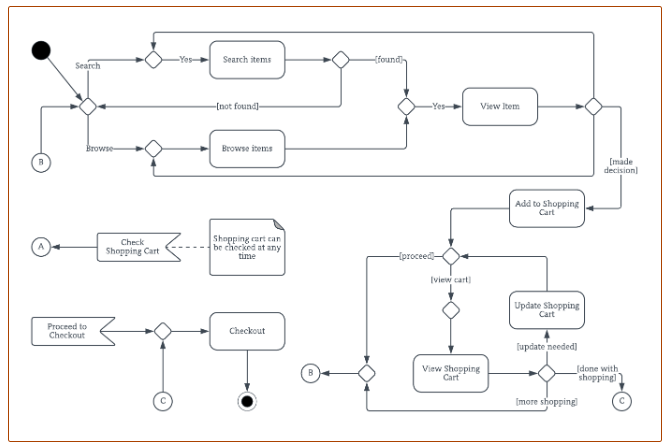 Search
Yes
Search items
[found]
[not found]
Yes
View Item
B
Browse
Browse items
[made
decision]
Add to Shopping
Cart
A
Check
Shopping Cart
Shopping cart can
be checked at any
time
[proceed]
[view cart]
Update Shopping
Cart
Proceed to
Checkout
Checkout
[update needed]
B
View Shopping
Cart
[done with
shopping]
C
[more shopping]
C